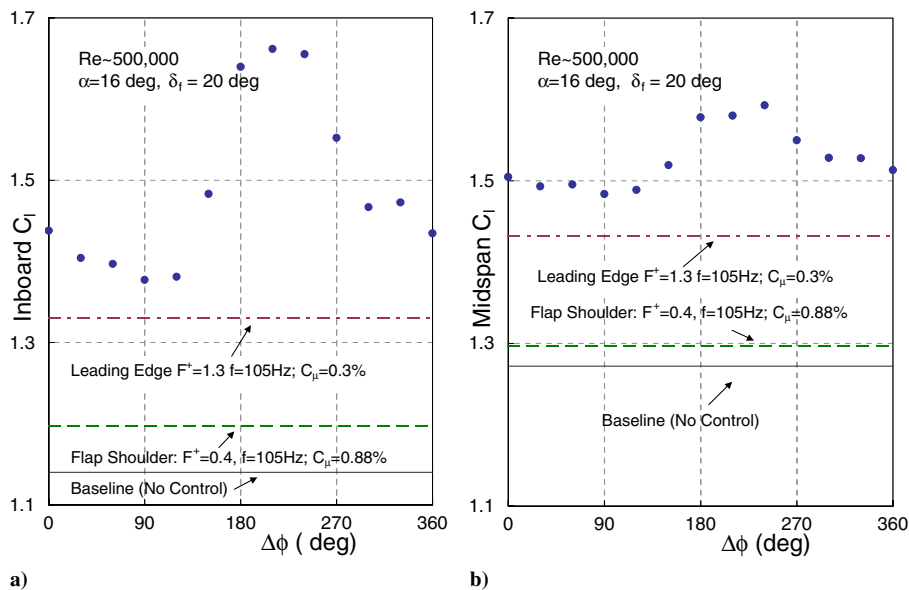 1.7
Re~500,000
α=16 deg, δf = 20 deg
1.5
Inboard Cl
1.3
Leading Edge F+=1.3 f=105Hz; Cμ=0.3%
Flap Shoulder: F+=0.4, f=105Hz; Cμ=0.88%
Baseline (No Control)
1.1
0 90 180 270 360
Δϕ ( deg)
a)
1.7
Re~500,000
α=16 deg, δf = 20 deg
1.5
Midspan Cl
Leading Edge F+=1.3 f=105Hz; Cμ=0.3%
Flap Shoulder: F+=0.4, f=105Hz; Cμ=0.88%
1.3
Baseline (No Control)
1.1
0 90 180 270 360
Δϕ (deg)
b)